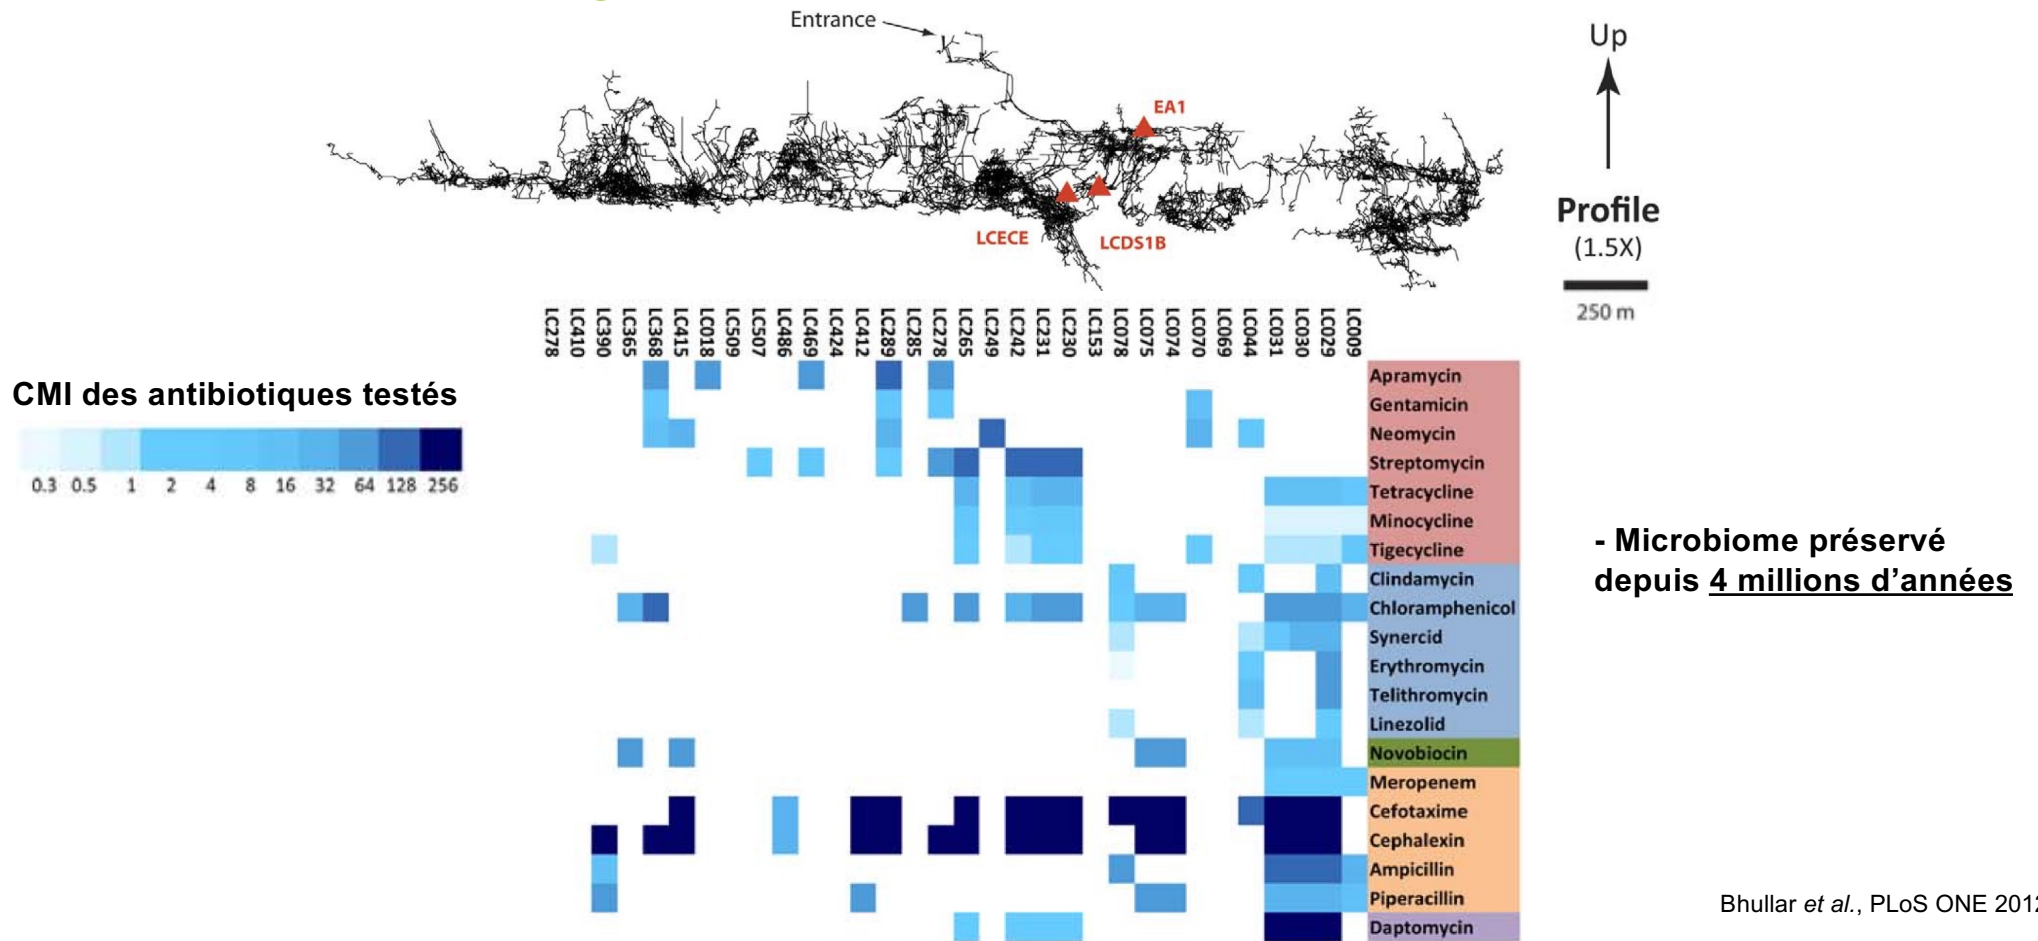 Entrance
EA1
LCECE
LCDS1B
Up
Profile
(1.5X)
250 m
CMI des antibiotiques testés
0.3 0.5 1 2 4 8 16 32 64 128 256
LC278 LC410 LC390 LC365 LC368 LC415 LC018 LC509 LC507 LC486 LC469 LC424 LC412 LC289 LC285 LC278 LC265 LC249 LC242 LC231 LC230 LC153 LC078 LC075 LC074 LC070 LC069 LC044 LC031 LC030 LC029 LC009
Apramycin
Gentamicin
Neomycin
Streptomycin
Tetracycline
Minocycline
Tigecycline
Clindamycin
Chloramphenicol
Synercid
Erythromycin
Telithromycin
Linezolid
Novobiocin
Meropenem
Cefotaxime
Cephalexin
Ampicillin
Piperacillin
Daptomycin
- Microbiome préservé
depuis 4 millions d’années
Bhullar et al., PLoS ONE 2012